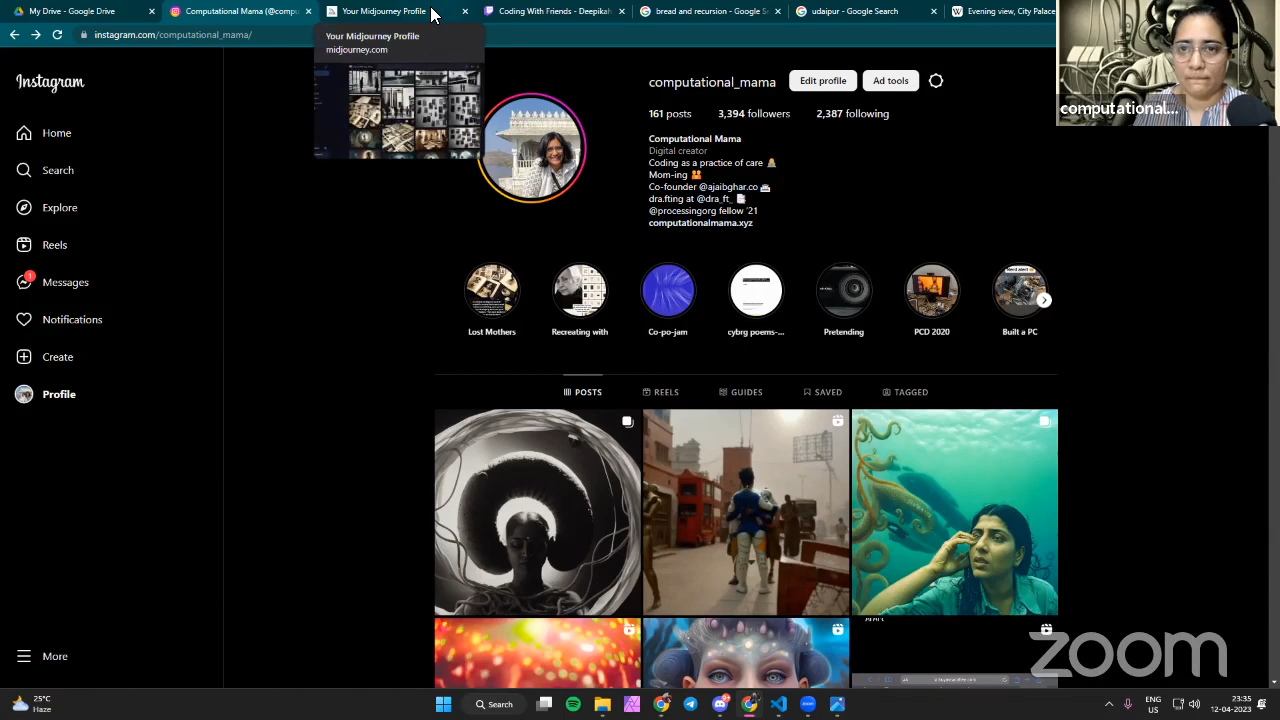 My Drive - Google Drive
Computational Mama (@compu
Your Midjourney Profile
Coding With Friends - Deepikah
bread and recursion - Google Se
udaipur - Google Search
Evening view, City Palace
instagram.com/computational_mama/
Your Midjourney Profile
midjourney.com
computational...
Instagram
Home
Search
Explore
Reels
1
Messages
Notifications
Create
Profile
More
computational_mama
Edit profile
Ad tools
161 posts
3,394 followers
2,387 following
Computational Mama
Digital creator
Coding as a practice of care
Mom-ing
Co-founder @ajaibghar.co
dra.fting at @dra_ft_
@processingorg fellow '21
computationalmama.xyz
Lost Mothers
Recreating with
Co-po-jam
cybrg poems-...
Pretending
PCD 2020
Built a PC
POSTS
REELS
GUIDES
SAVED
TAGGED
zoom
25°C
Haze
Search
ENG
US
23:35
12-04-2023